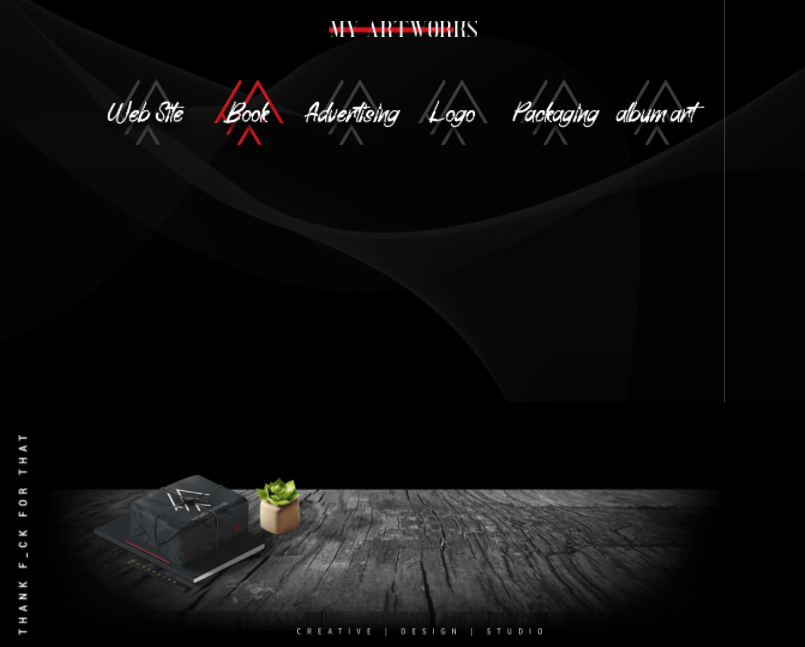 MY ARTWORKS
Web Site
Book
Advertising
Logo
Packaging
album art
THANK F_CK FOR THAT
CREATIVE | DESIGN | STUDIO